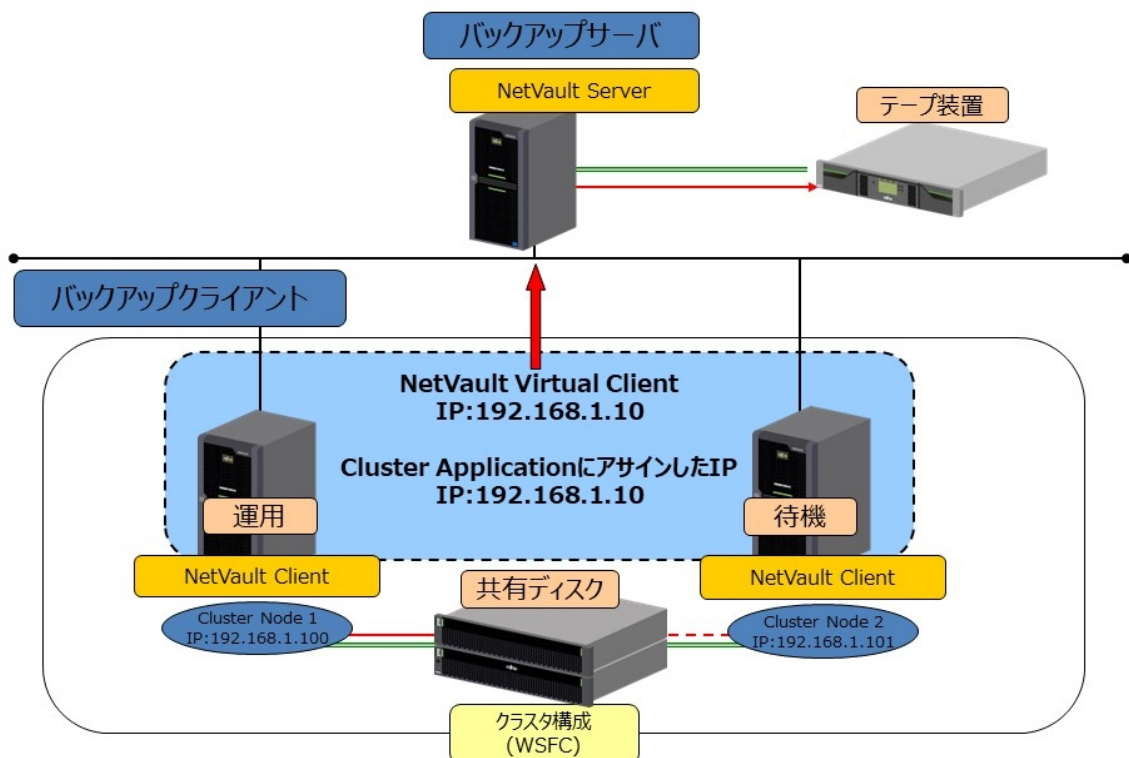 バックアップサーバ
NetVault Server
テープ装置
バックアップクライアント
NetVault Virtual Client
IP:192.168.1.10
Cluster ApplicationにアサインしたIP
IP:192.168.1.10
運用
待機
NetVault Client
NetVault Client
共有ディスク
Cluster Node 1
IP:192.168.1.100
Cluster Node 2
IP:192.168.1.101
クラスタ構成
(WSFC)